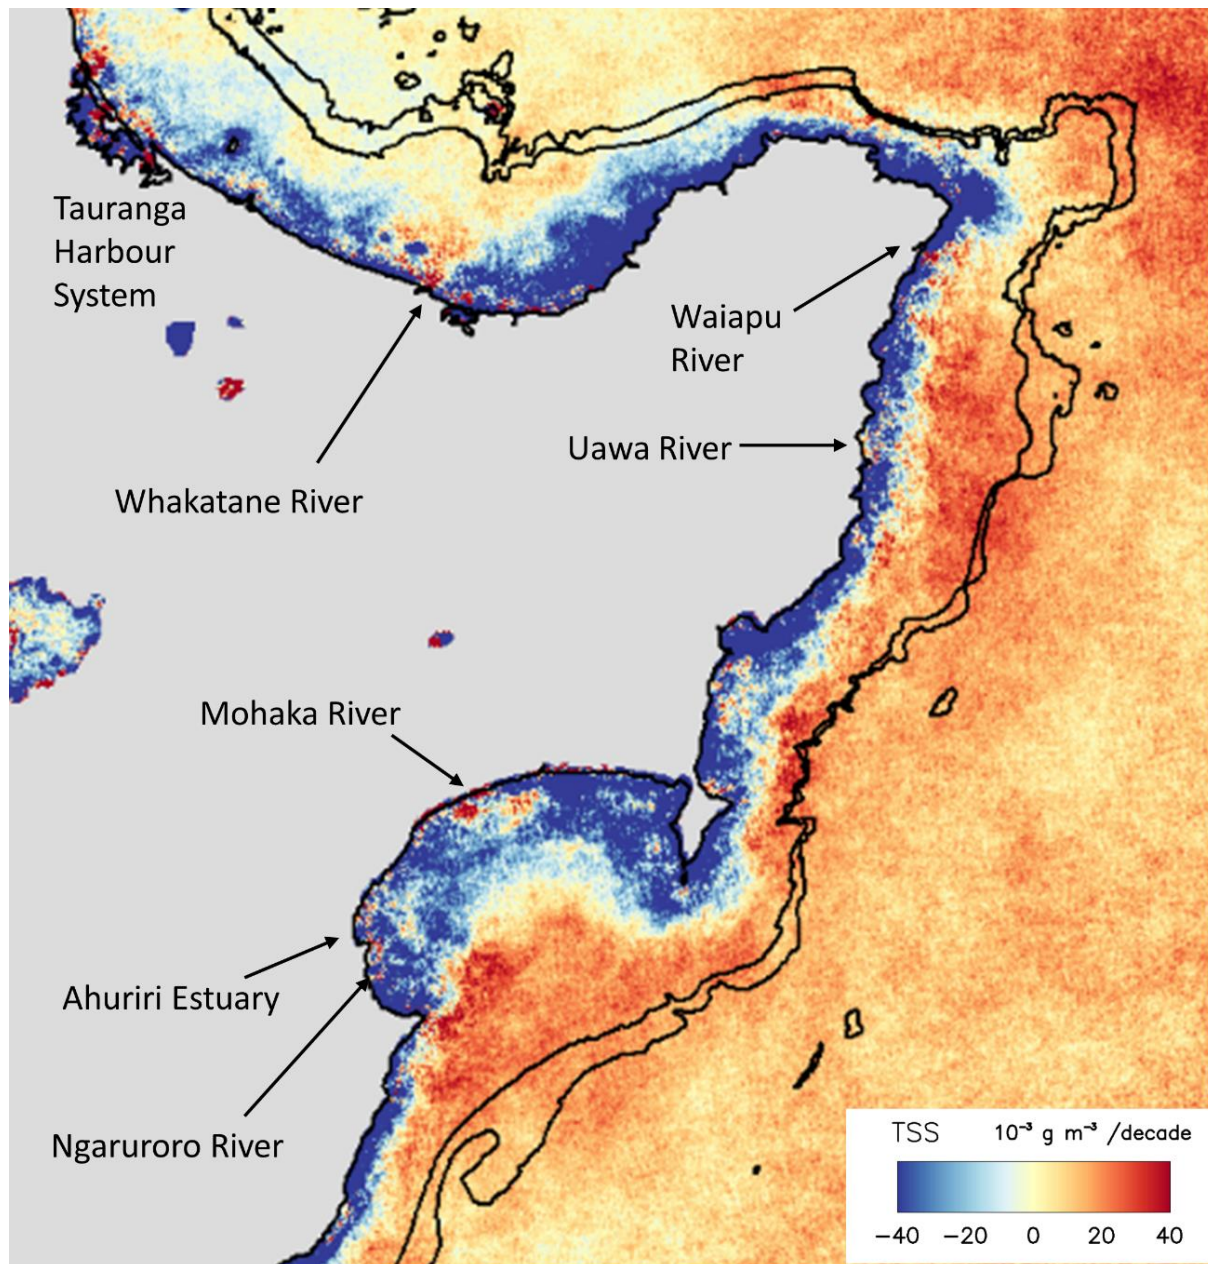 Tauranga
Harbour
System
Waiapu
River
Uawa River
Whakatane River
Mohaka River
Ahuriri Estuary
Ngaruroro River
TSS 10⁻³ g m⁻³ /decade
−40 −20 0 20 40